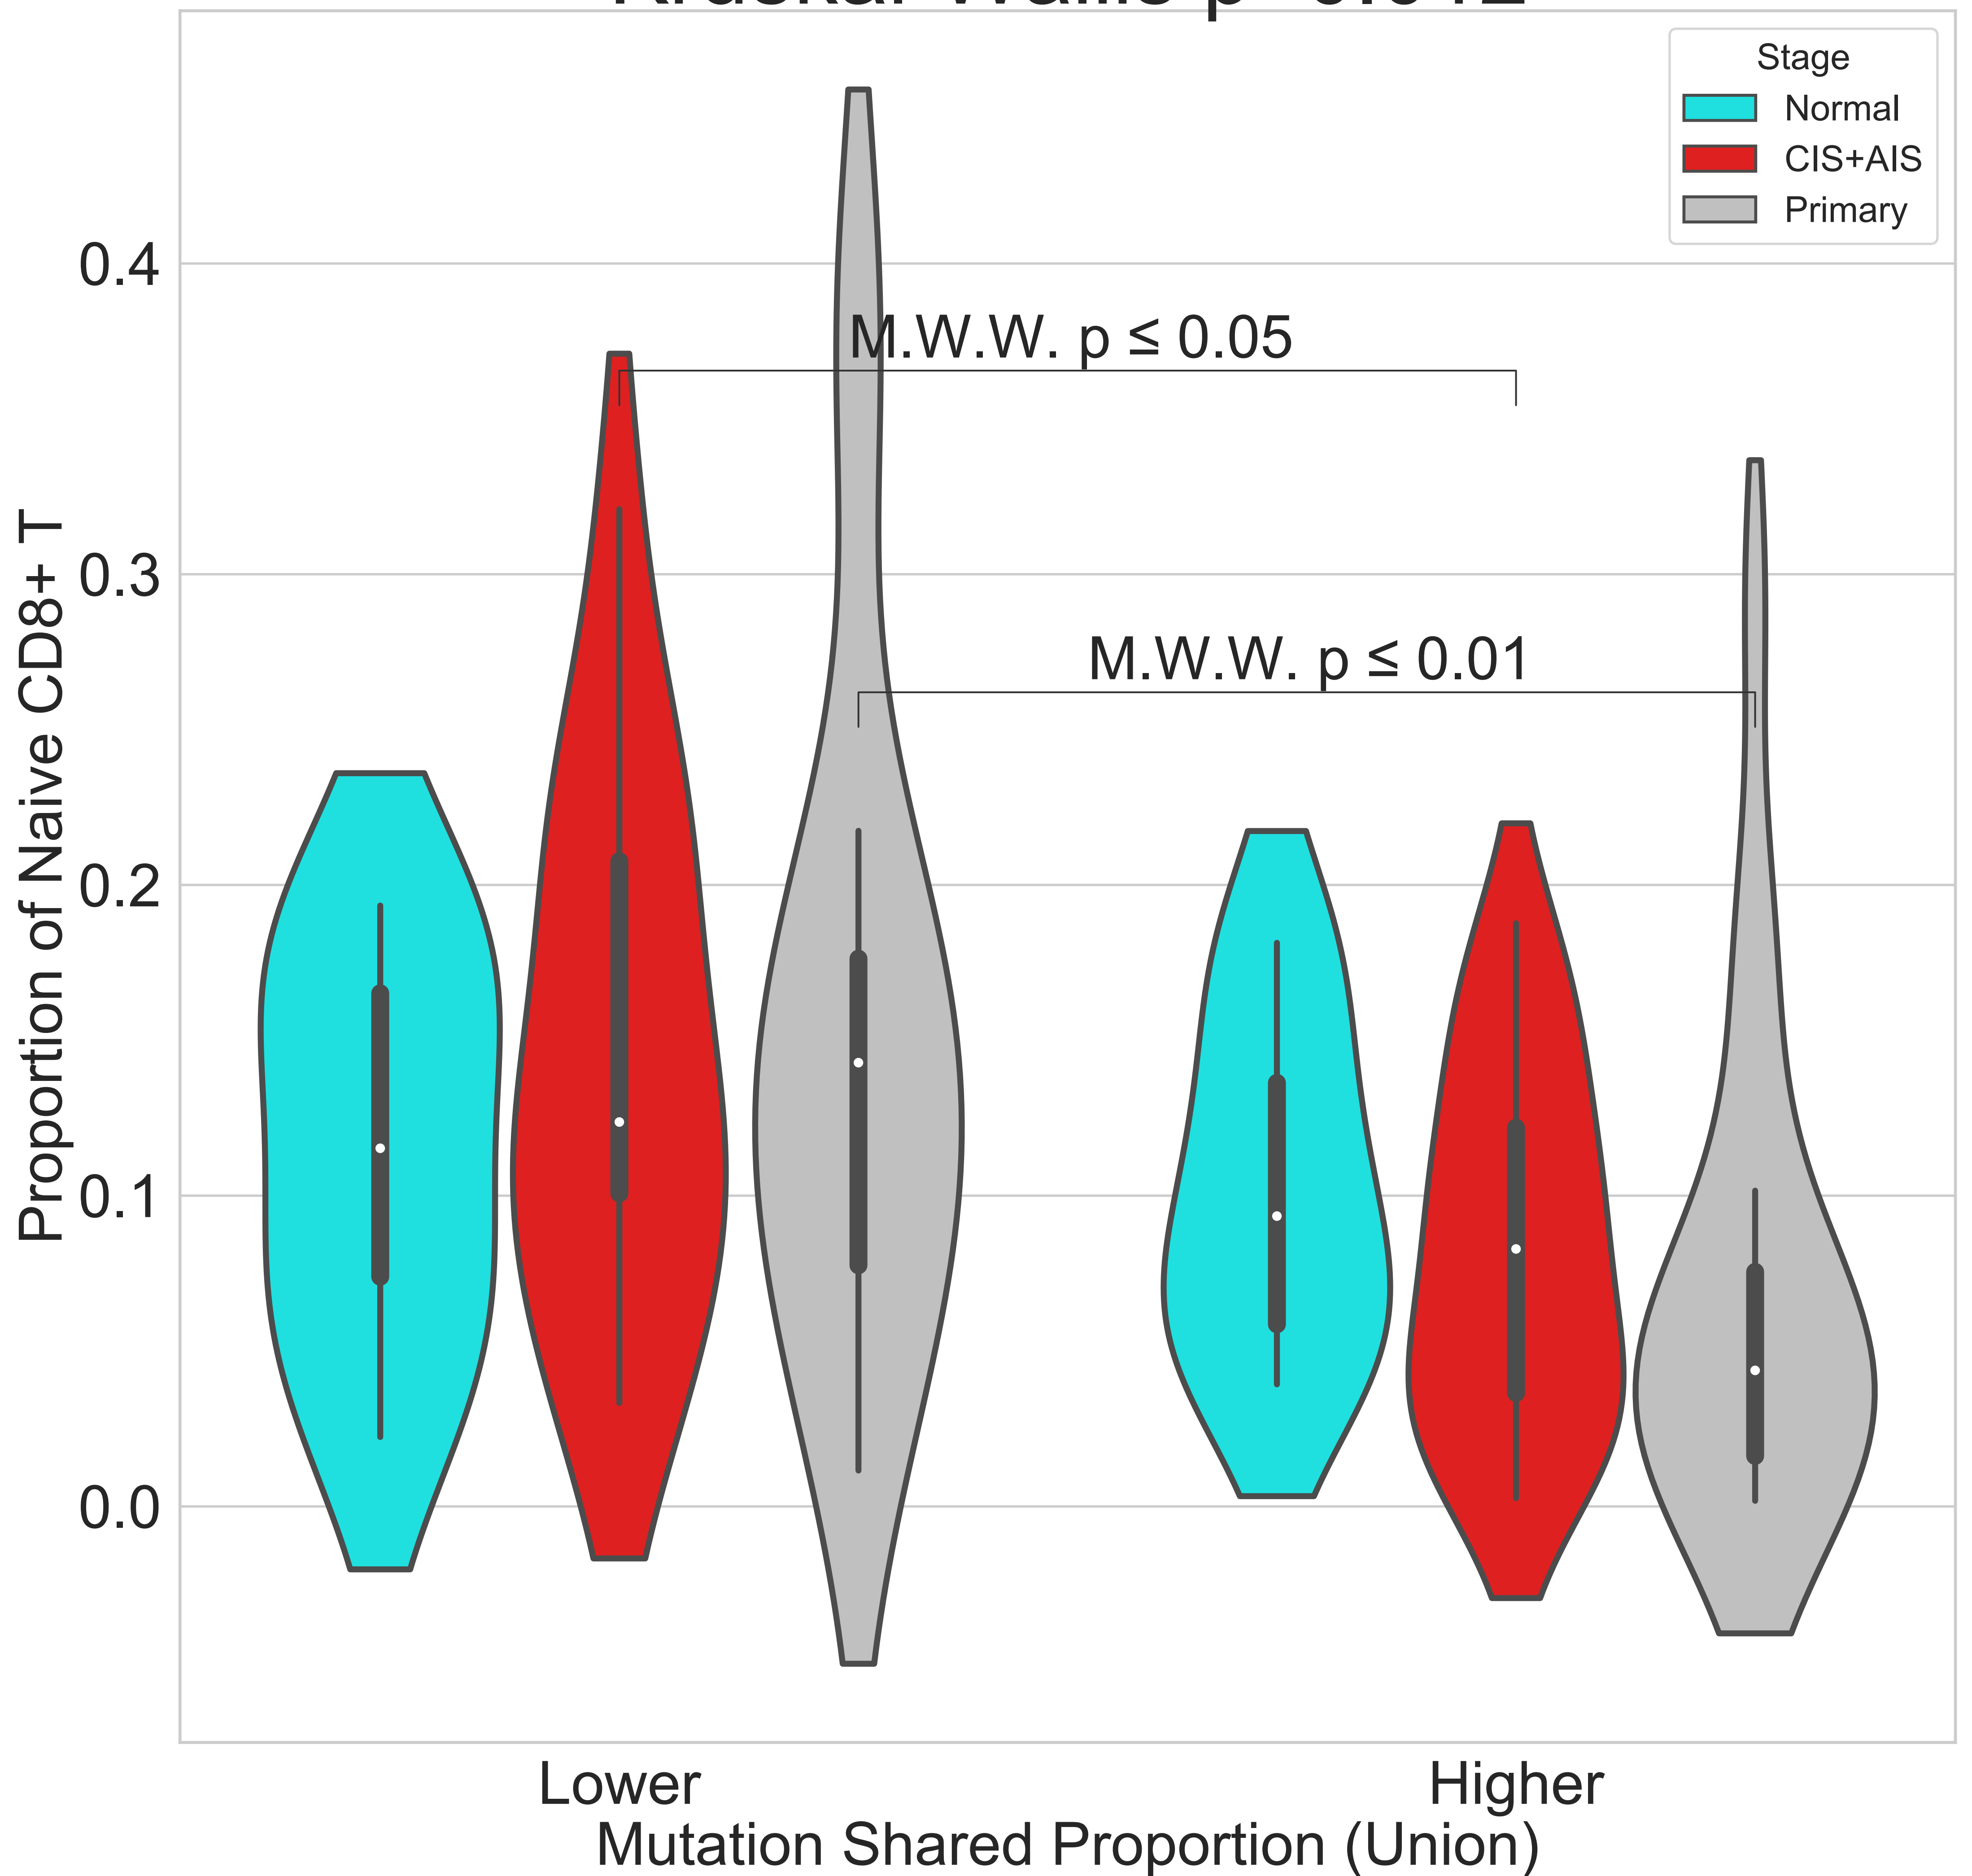 Stage
Normal
CIS+AIS
Primary
0.4
M.W.W. p ≤ 0.05
0.3
M.W.W. p ≤ 0.01
0.2
0.1
0.0
Proportion of Naive CD8+ T
Lower
Higher
Mutation Shared Proportion (Union)